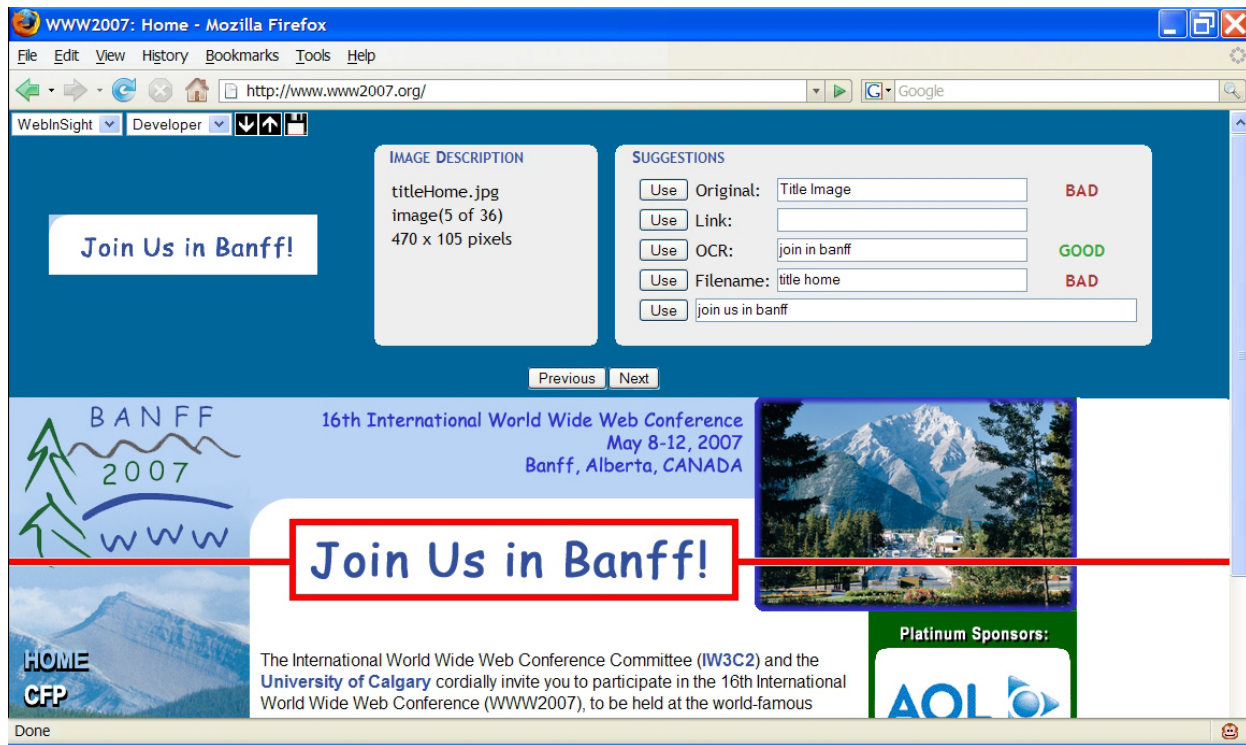 WWW2007: Home - Mozilla Firefox
File Edit View History Bookmarks Tools Help
http://www.www2007.org/
G Google
WebInSight Developer
IMAGE DESCRIPTION
titleHome.jpg
image(5 of 36)
470 x 105 pixels
Join Us in Banff!
SUGGESTIONS
Use Original: Title Image BAD
Use Link:
Use OCR: join in banff GOOD
Use Filename: title home BAD
Use join us in banff
Previous Next
BANFF
2007
WWW
16th International World Wide Web Conference
May 8-12, 2007
Banff, Alberta, CANADA
Join Us in Banff!
HOME
CFP
The International World Wide Web Conference Committee (IW3C2) and the
University of Calgary cordially invite you to participate in the 16th International
World Wide Web Conference (WWW2007), to be held at the world-famous
Platinum Sponsors:
AOL
Done